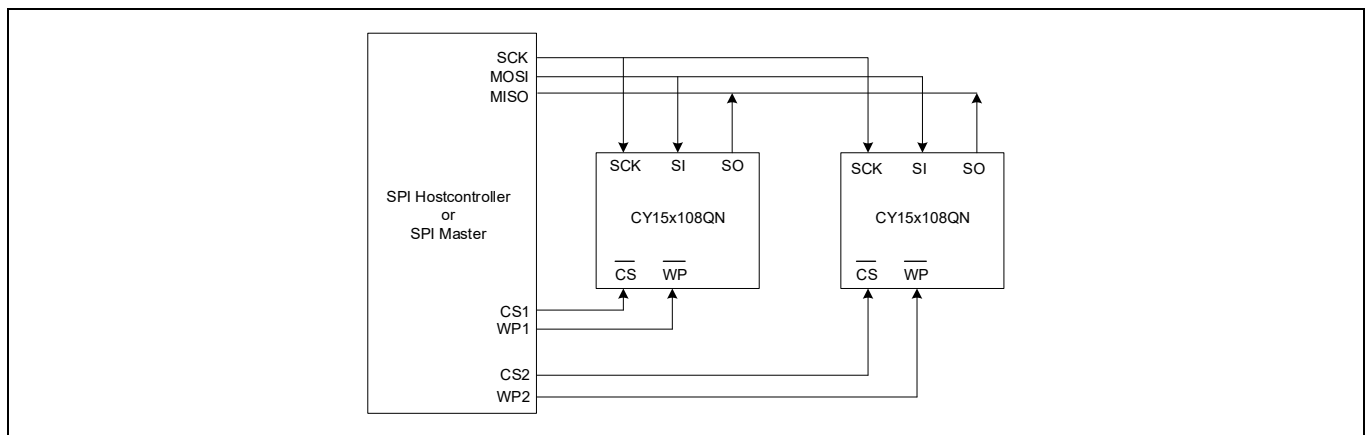 SCK
MOSI
MISO
SPI Hostcontroller
or
SPI Master
CS1
WP1
CS2
WP2
SCK SI SO
CY15x108QN
CS WP
SCK SI SO
CY15x108QN
CS WP